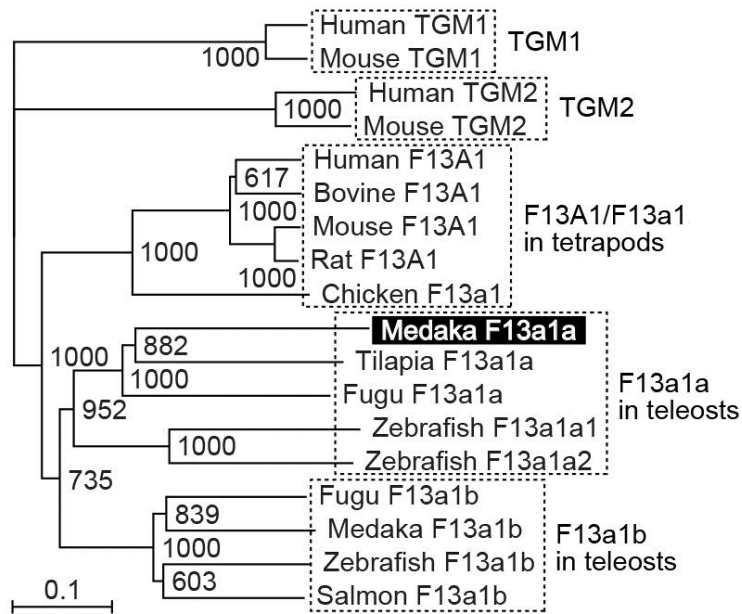 Human TGM1
Mouse TGM1
1000
TGM1
Human TGM2
Mouse TGM2
1000
TGM2
Human F13A1
617
Bovine F13A1
1000
Mouse F13A1
Rat F13A1
1000
1000
Chicken F13a1
F13A1/F13a1
in tetrapods
Medaka F13a1a
1000
882
Tilapia F13a1a
1000
Fugu F13a1a
952
Zebrafish F13a1a1
1000
Zebrafish F13a1a2
F13a1a
in teleosts
735
Fugu F13a1b
839
Medaka F13a1b
1000
Zebrafish F13a1b
603
Salmon F13a1b
F13a1b
in teleosts
0.1